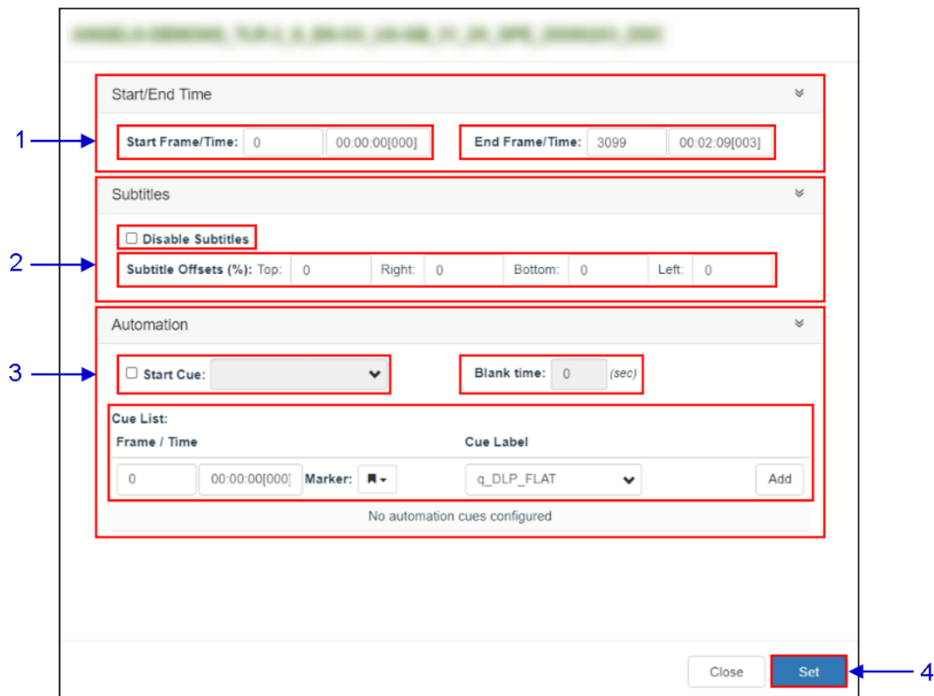 Start/End Time
1 Start Frame/Time: 0 00:00:00[000] End Frame/Time: 3099 00:02:09[003]
Subtitles
Disable Subtitles
2 Subtitle Offsets (%): Top: 0 Right: 0 Bottom: 0 Left: 0
Automation
3 Start Cue: Blank time: 0 (sec)
Cue List:
Frame / Time Cue Label
0 00:00:00[000] Marker: q_DLP_FLAT Add
No automation cues configured
Close Set 4